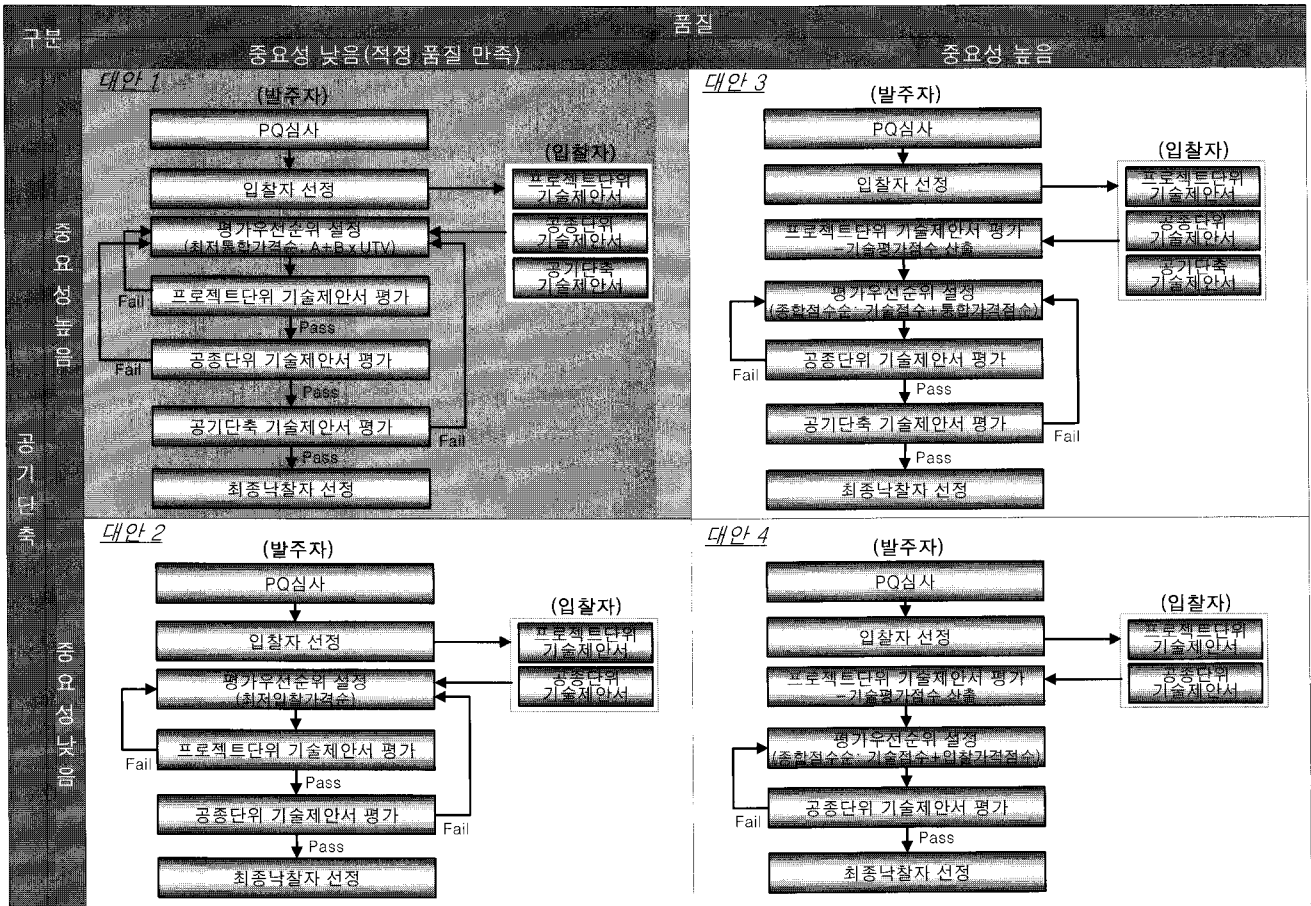 구분
품질
중요성 낮음(적정 품질 만족)
중요성 높음
공기단축
중요성높음
대안 1
(발주자)
PQ심사
입찰자 선정
(입찰자)
프로젝트단위
기술제안서
공종단위
기술제안서
공기단축
기술제안서
평가우선순위 설정
(최저통합가격순: A+B x UTV)
Fail
프로젝트단위 기술제안서 평가
Pass
Fail
공종단위 기술제안서 평가
Pass
공기단축 기술제안서 평가
Fail
Pass
최종낙찰자 선정
대안 3
(발주자)
PQ심사
입찰자 선정
(입찰자)
프로젝트단위
기술제안서
공종단위
기술제안서
공기단축
기술제안서
프로젝트단위 기술제안서 평가
-기술평가점수 산출
평가우선순위 설정
(종합점수순: 기술점수+통합가격점수)
Fail
공종단위 기술제안서 평가
Pass
공기단축 기술제안서 평가
Fail
Pass
최종낙찰자 선정
중요성낮음
대안 2
(발주자)
PQ심사
입찰자 선정
(입찰자)
프로젝트단위
기술제안서
공종단위
기술제안서
평가우선순위 설정
(최저입찰가격순)
프로젝트단위 기술제안서 평가
Fail
Pass
공종단위 기술제안서 평가
Fail
Pass
최종낙찰자 선정
대안 4
(발주자)
PQ심사
입찰자 선정
(입찰자)
프로젝트단위
기술제안서
공종단위
기술제안서
프로젝트단위 기술제안서 평가
-기술평가점수 산출
평가우선순위 설정
(종합점수순: 기술점수+입찰가격점수)
공종단위 기술제안서 평가
Fail
Pass
최종낙찰자 선정